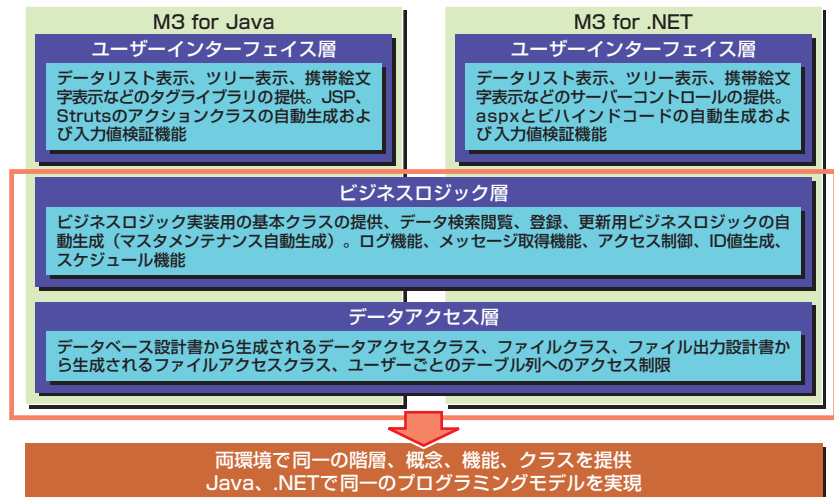 M3 for Java
ユーザーインターフェイス層
データリスト表示、ツリー表示、携帯絵文
字表示などのタグライブラリの提供。JSP、
Strutsのアクションクラスの自動生成およ
び入力値検証機能
M3 for .NET
ユーザーインターフェイス層
データリスト表示、ツリー表示、携帯絵文
字表示などのサーバーコントロールの提供。
aspxとビハインドコードの自動生成およ
び入力値検証機能
ビジネスロジック層
ビジネスロジック実装用の基本クラスの提供、データ検索閲覧、登録、更新用ビジネスロジックの自
動生成（マスタメンテナンス自動生成）。ログ機能、メッセージ取得機能、アクセス制御、ID値生成、
スケジュール機能
データアクセス層
データベース設計書から生成されるデータアクセスクラス、ファイルクラス、ファイル出力設計書か
ら生成されるファイルアクセスクラス、ユーザーごとのテーブル列へのアクセス制限
両環境で同一の階層、概念、機能、クラスを提供
Java、.NETで同一のプログラミングモデルを実現